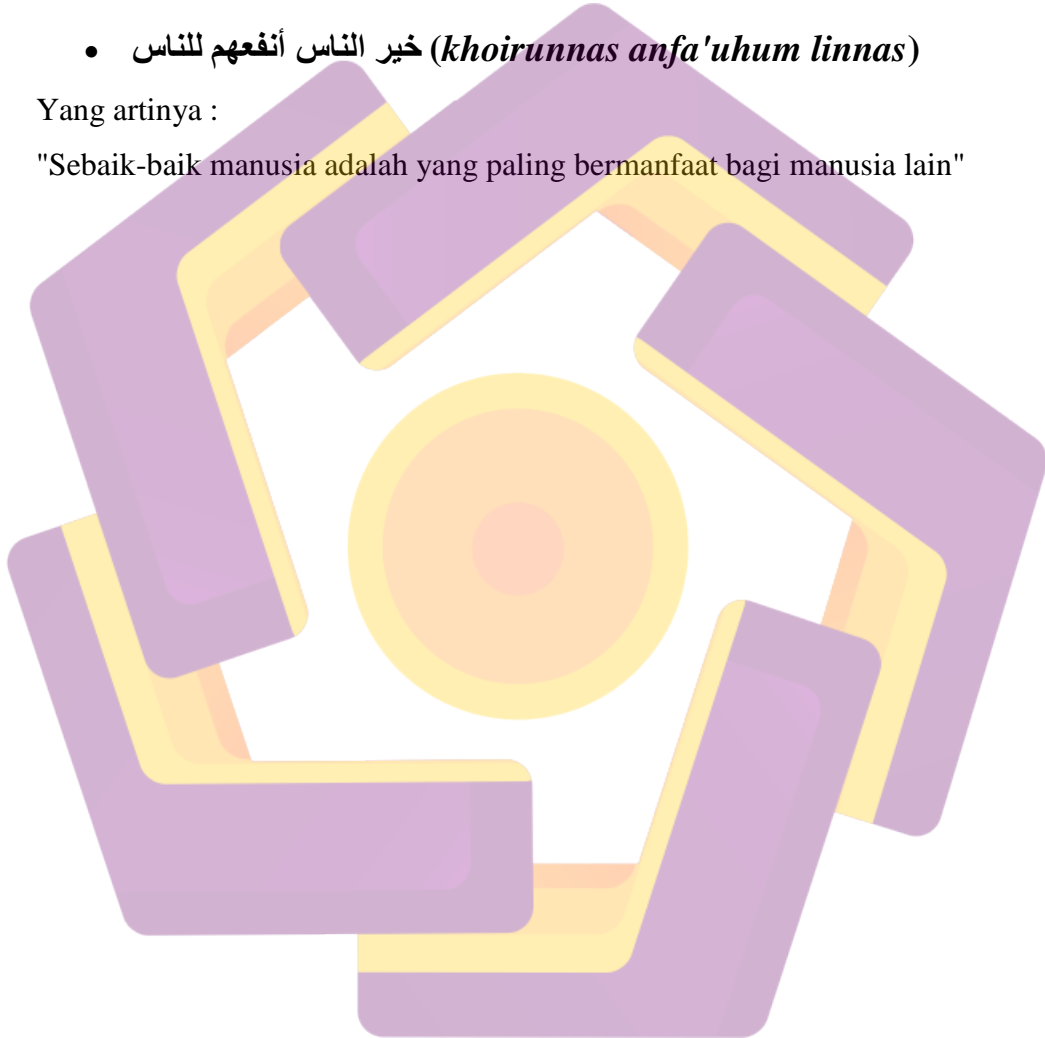 • خير الناس أنفعهم للناس (khoirunnas anfa'uhum linnas)
Yang artinya :
"Sebaik-baik manusia adalah yang paling bermanfaat bagi manusia lain"